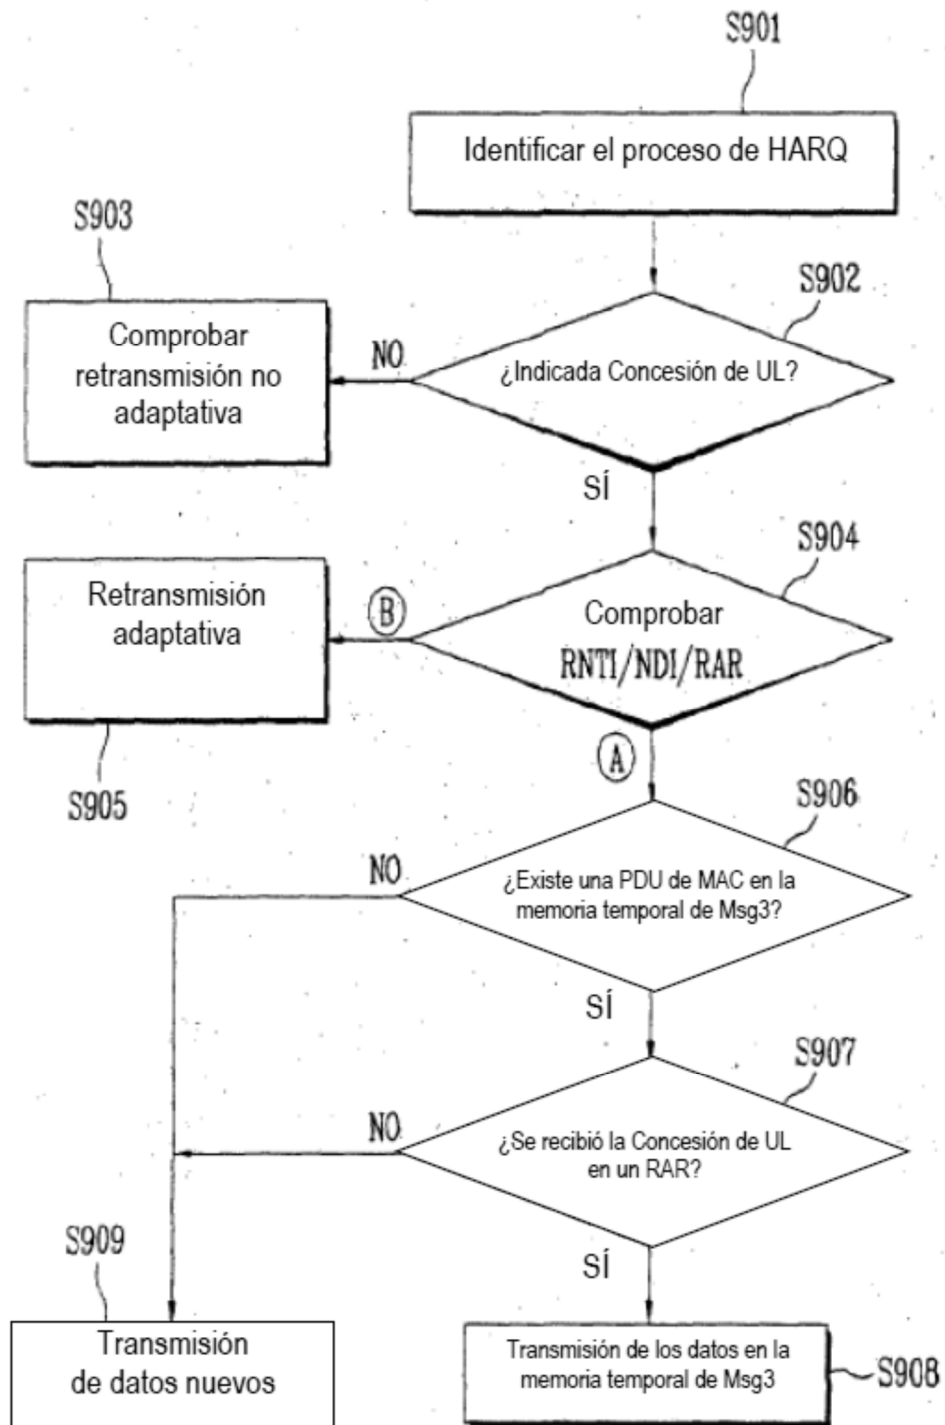 S901
Identificar el proceso de HARQ
S903
S902
Comprobar
retransmisión no
adaptativa
NO
¿Indicada Concesión de UL?
SÍ
S904
Retransmisión
adaptativa
B
Comprobar
RNTI/NDI/RAR
A
S905
S906
NO
¿Existe una PDU de MAC en la
memoria temporal de Msg3?
SÍ
S907
NO
¿Se recibió la Concesión de UL
en un RAR?
S909
SÍ
Transmisión
de datos nuevos
Transmisión de los datos en la
memoria temporal de Msg3
S908